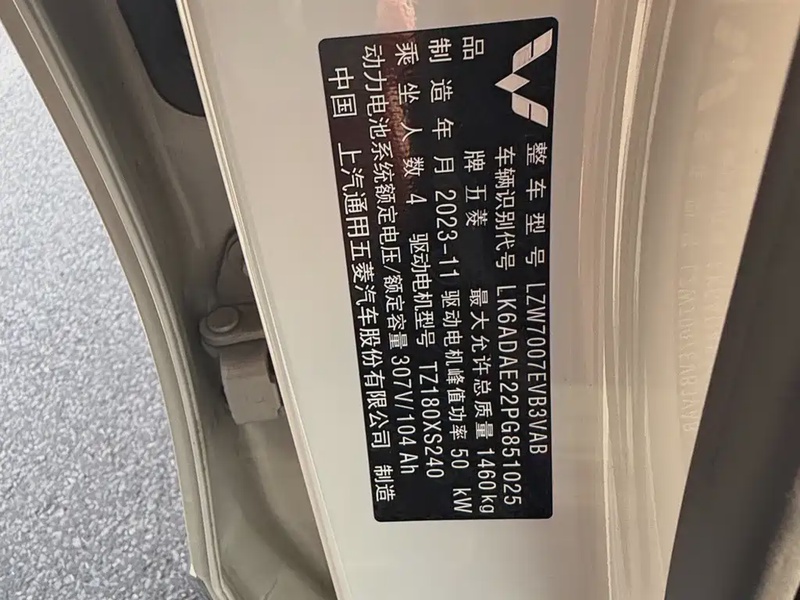 整车型号 LZW7007EVB3VAB
车辆识别代号 LK6ADAE22PG851025
品牌 五菱 最大允许总质量 1460kg
制造年月 2023-11 驱动电机峰值功率 50 kW
乘坐人数 4 驱动电机型号 TZ180XS240
动力电池系统额定电压/额定容量 307V/104Ah
中国 上汽通用五菱汽车股份有限公司 制造